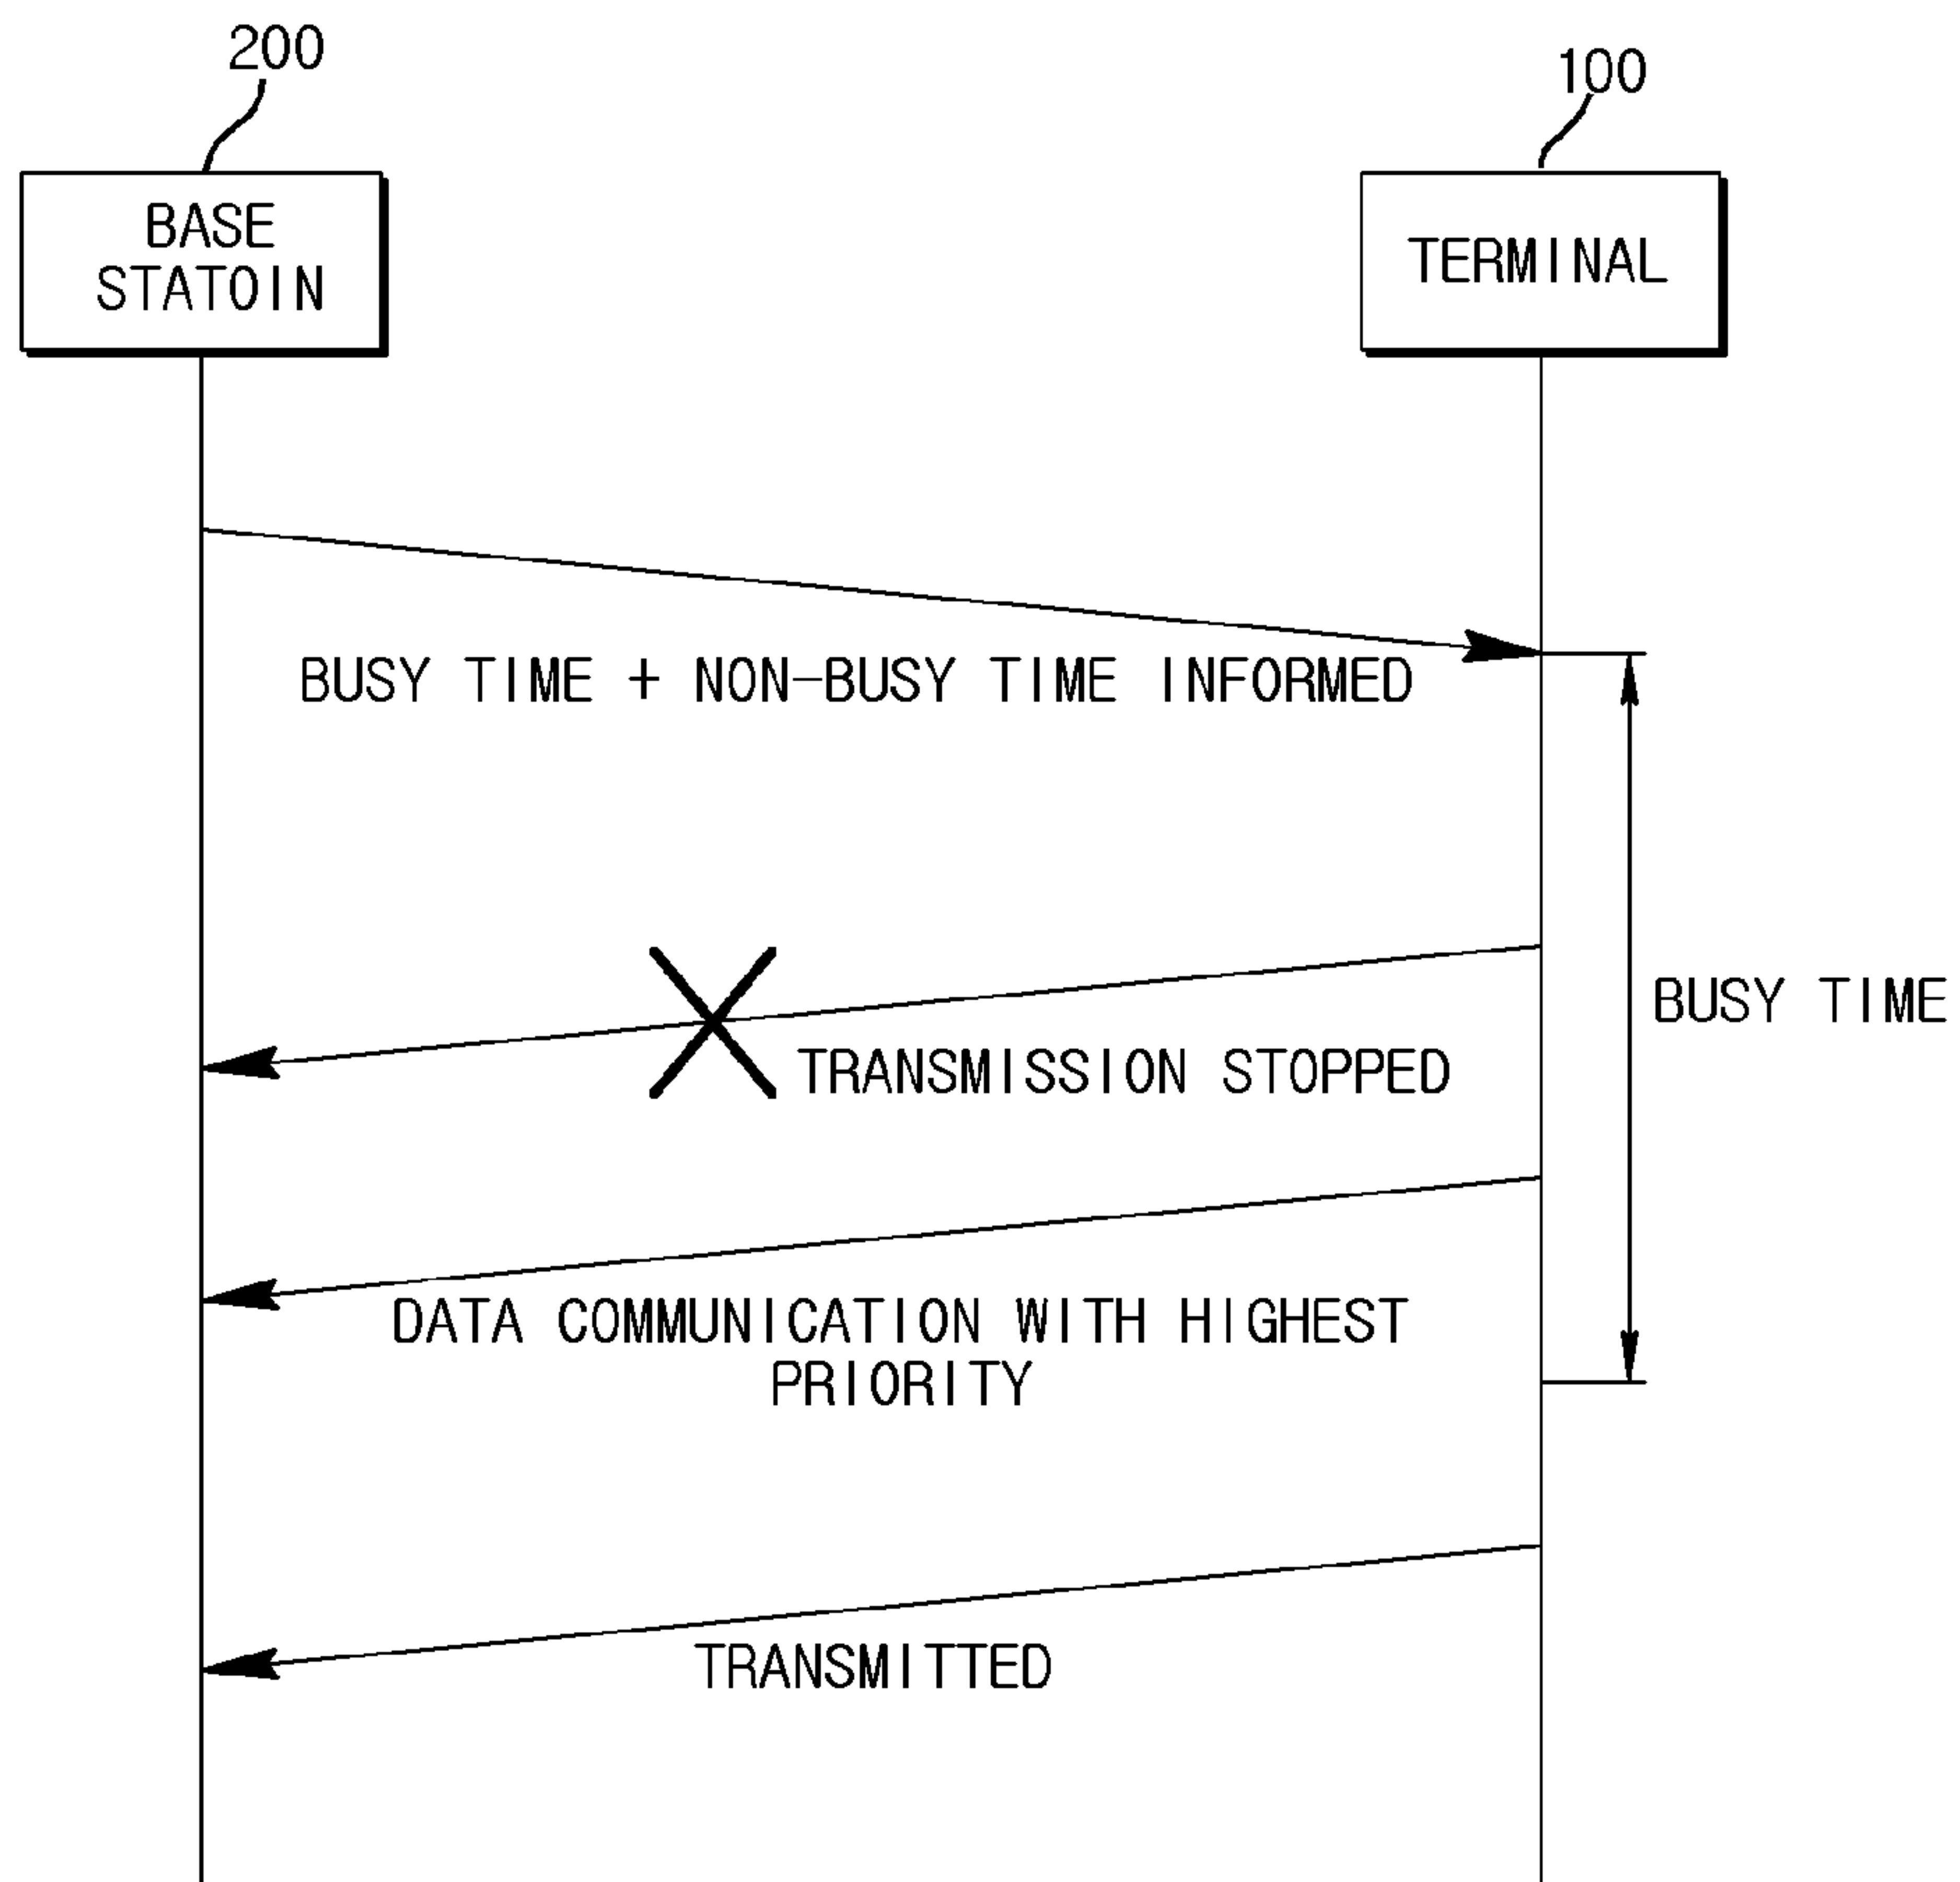 200
100
BASE
STATOIN
TERMINAL
BUSY TIME + NON-BUSY TIME INFORMED
BUSY TIME
TRANSMISSION STOPPED
DATA COMMUNICATION WITH HIGHEST
PRIORITY
TRANSMITTED